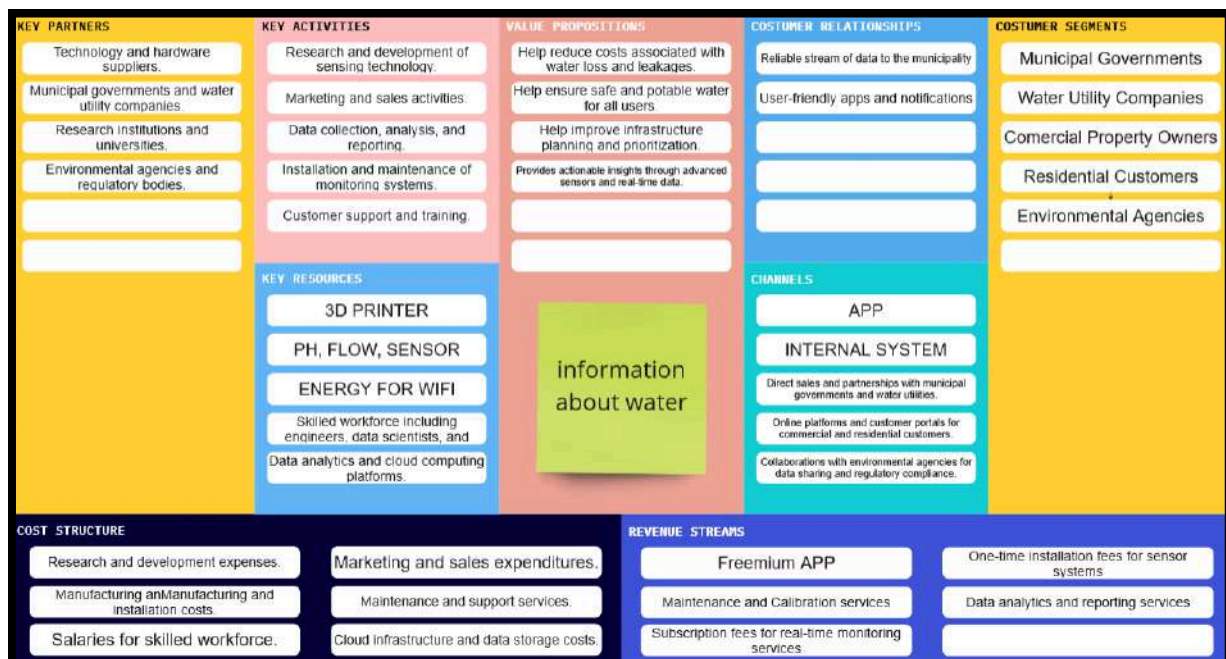 KEY PARTNERS
Technology and hardware
suppliers.
Municipal governments and water
utility companies.
Research institutions and
universities.
Environmental agencies and
regulatory bodies.
KEY ACTIVITIES
Research and development of
sensing technology.
Marketing and sales activities.
Data collection, analysis, and
reporting.
Installation and maintenance of
monitoring systems.
Customer support and training.
KEY RESOURCES
3D PRINTER
PH, FLOW, SENSOR
ENERGY FOR WIFI
Skilled workforce including
engineers, data scientists, and
Data analytics and cloud computing
platforms.
VALUE PROPOSITIONS
Help reduce costs associated with
water loss and leakages.
Help ensure safe and potable water
for all users.
Help improve infrastructure
planning and prioritization.
Provides actionable insights through advanced
sensors and real-time data.
information
about water
COSTUMER RELATIONSHIPS
Reliable stream of data to the municipality
User-friendly apps and notifications
CHANNELS
APP
INTERNAL SYSTEM
Direct sales and partnerships with municipal
governments and water utilities.
Online platforms and customer portals for
commercial and residential customers.
Collaborations with environmental agencies for
data sharing and regulatory compliance.
COSTUMER SEGMENTS
Municipal Governments
Water Utility Companies
Comercial Property Owners
Residential Customers
Environmental Agencies
COST STRUCTURE
Research and development expenses.
Manufacturing anManufacturing and
installation costs.
Salaries for skilled workforce.
Marketing and sales expenditures.
Maintenance and support services.
Cloud infrastructure and data storage costs.
REVENUE STREAMS
Freemium APP
Maintenance and Calibration services
Subscription fees for real-time monitoring
services
One-time installation fees for sensor
systems
Data analytics and reporting services